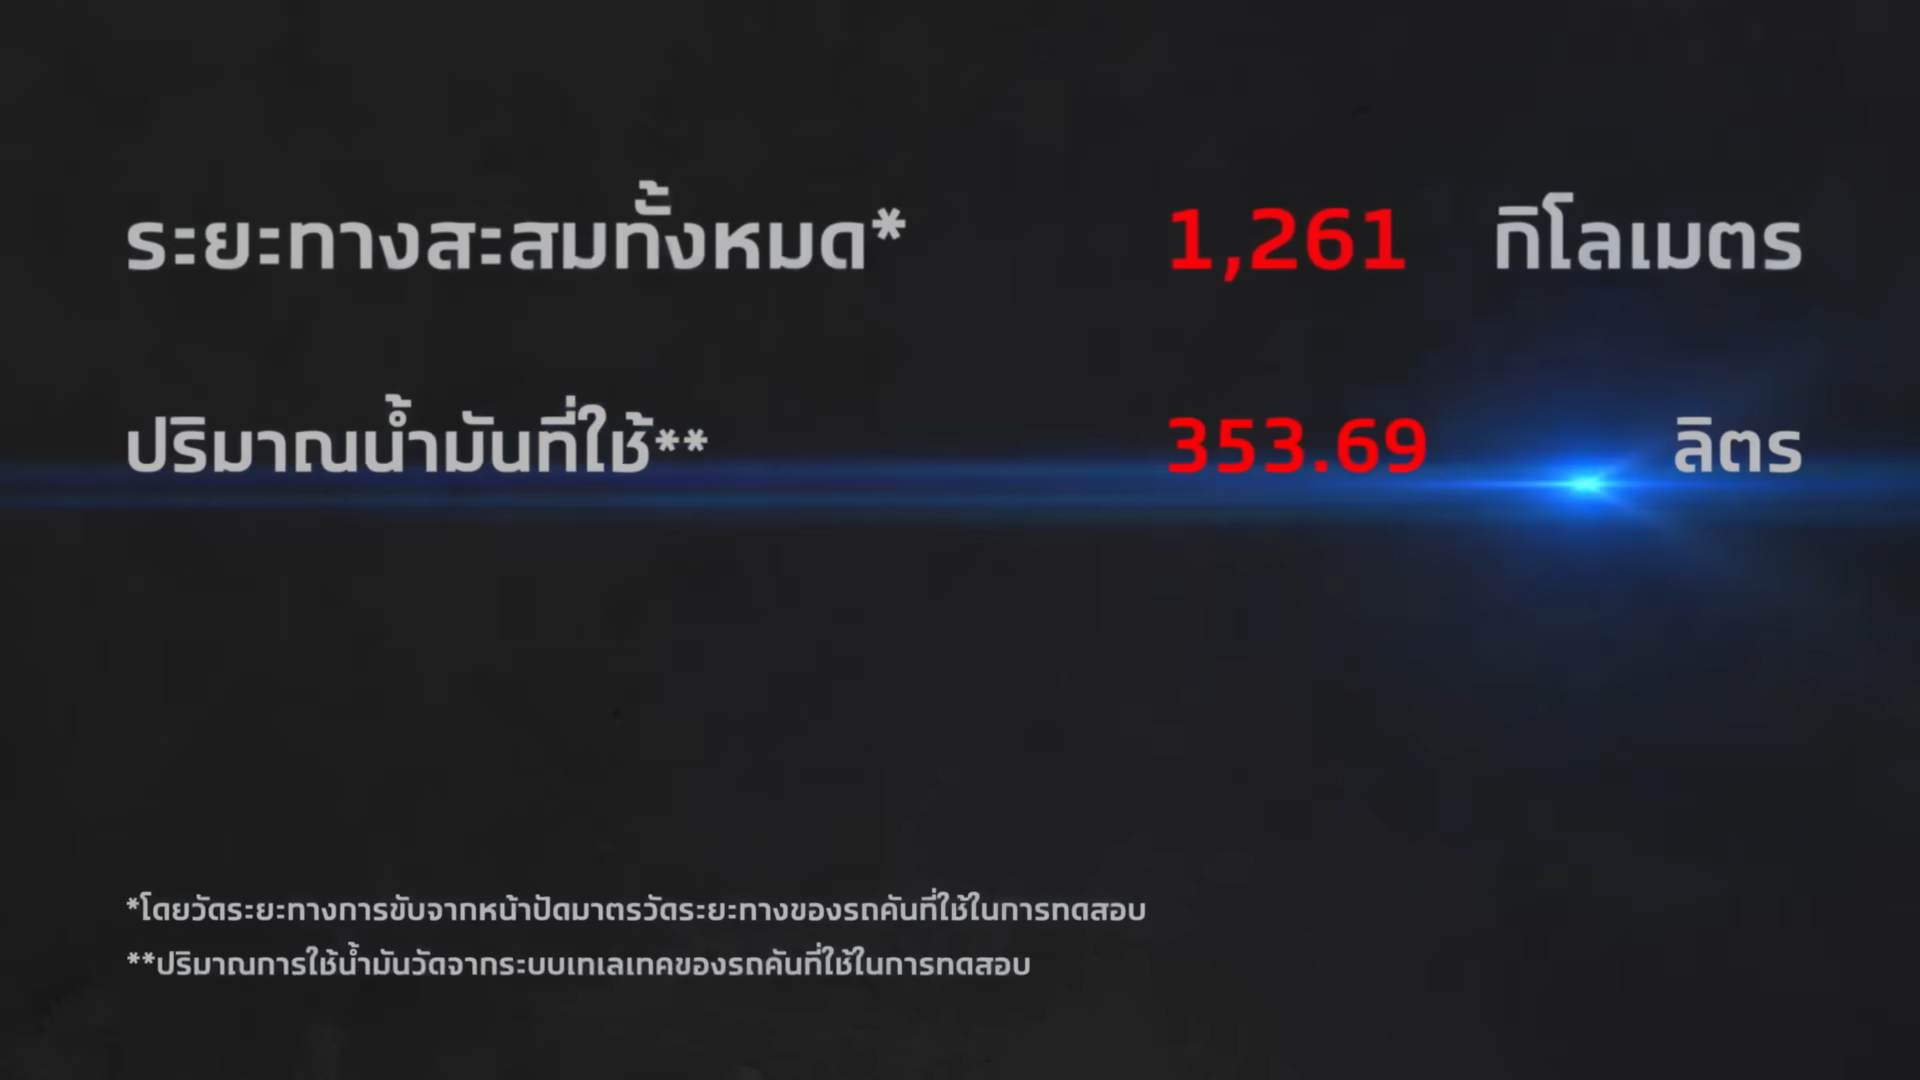 ระยะทางสะสมทั้งหมด* 1,261 กิโลเมตร
ปริมาณน้ำมันที่ใช้** 353.69 ลิตร
*โดยวัดระยะทางการขับจากหน้าปัดมาตรวัดระยะทางของรถคันที่ใช้ในการทดสอบ
**ปริมาณการใช้น้ำมันวัดจากระบบเทเลเทคของรถคันที่ใช้ในการทดสอบ